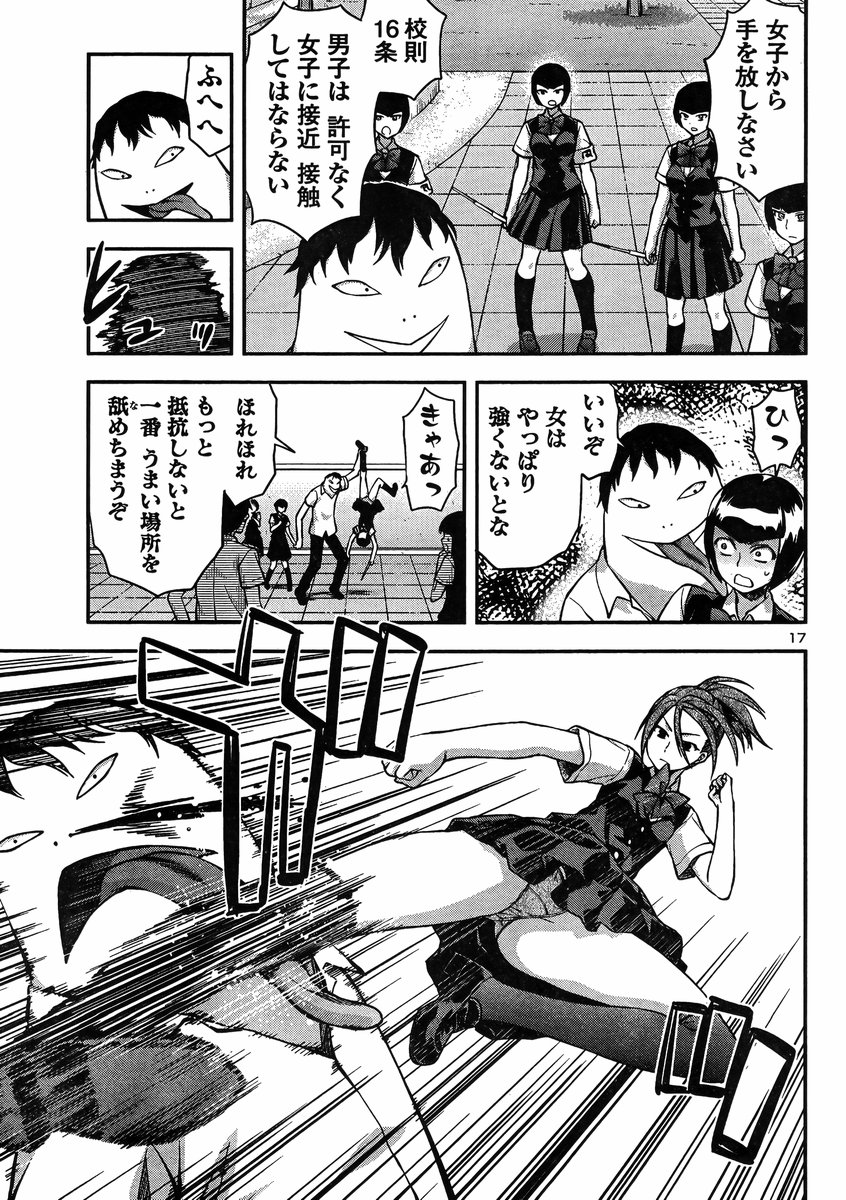 女子から
手を放しなさい
校則
16条
男子は 許可なく
女子に接近 接触
してはならない
ふへへ
ビュッ
ひっ
いいぞ
女は
やっぱり
強くないとな
きゃあっ
ほれほれ
もっと
抵抗しないと
一番 うまい場所を
舐めちまうぞ
な
17